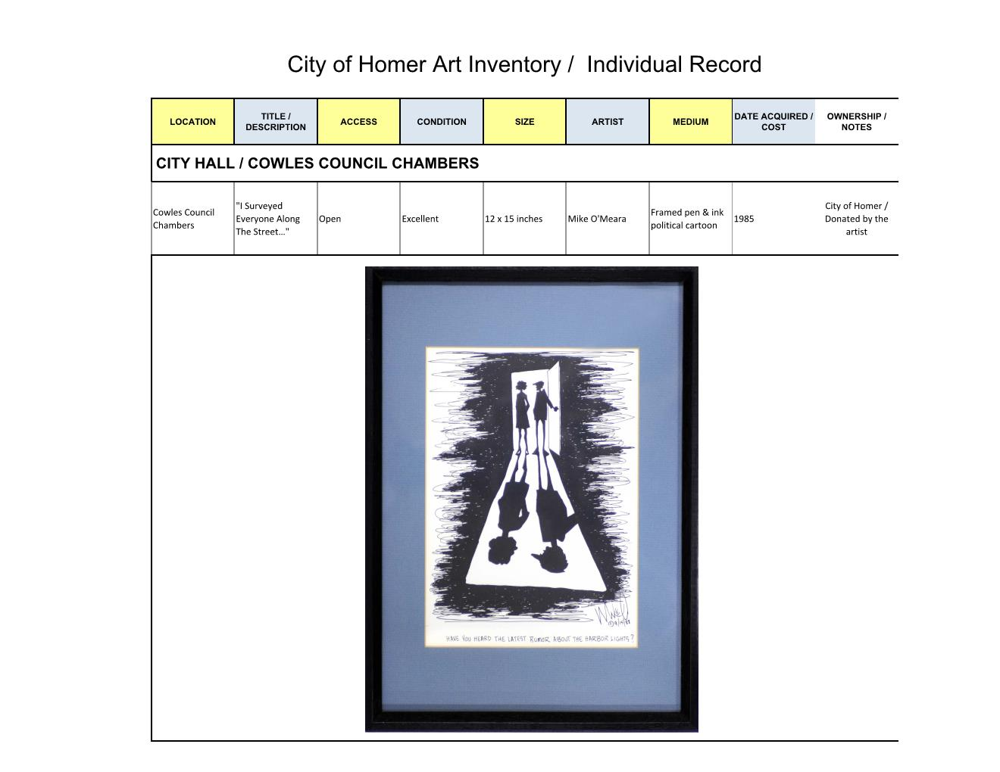 City of Homer Art Inventory /  Individual Record
LOCATION
TITLE /
DESCRIPTION
ACCESS
CONDITION
SIZE
ARTIST
MEDIUM
DATE ACQUIRED /
COST
OWNERSHIP /
NOTES
CITY HALL / COWLES COUNCIL CHAMBERS
Cowles Council
Chambers
"I Surveyed
Everyone Along
The Street…"
Open
Excellent
12 x 15 inches
Mike O'Meara
Framed pen & ink
political cartoon
1985
City of Homer /
Donated by the
artist
HAVE YOU HEARD THE LATEST RUMOR ABOUT THE HARBOR LIGHTS?